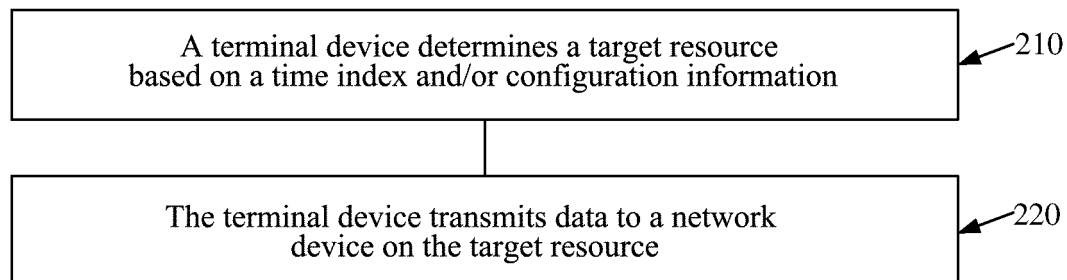 A terminal device determines a target resource
based on a time index and/or configuration information
210
The terminal device transmits data to a network
device on the target resource
220